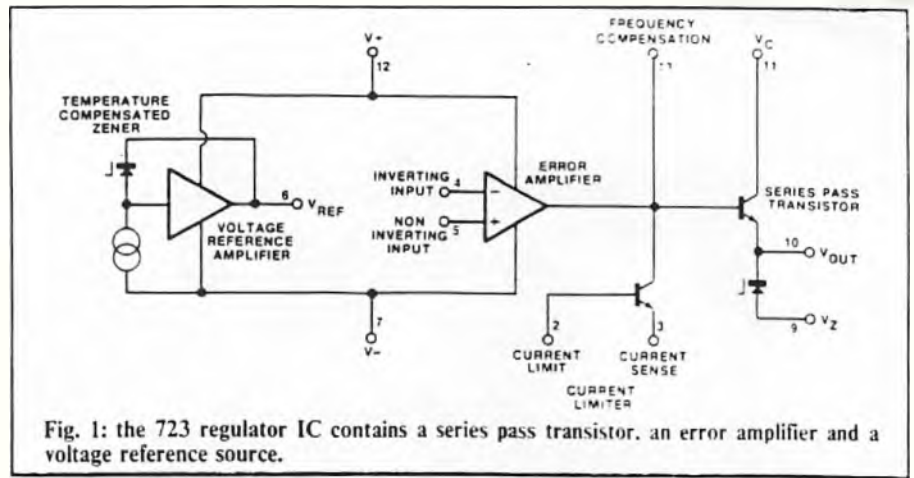 FREQUENCY
COMPENSATION
V+
12
VC
11
11
TEMPERATURE
COMPENSATED
ZENER
6
VREF
VOLTAGE
REFERENCE
AMPLIFIER
INVERTING
INPUT
4
−
ERROR
AMPLIFIER
NON
INVERTING
INPUT
5
+
SERIES PASS
TRANSISTOR
10
VOUT
7
V−
2
3
9
VZ
CURRENT
LIMIT
CURRENT
SENSE
CURRENT
LIMITER
Fig. 1: the 723 regulator IC contains a series pass transistor, an error amplifier and a
voltage reference source.